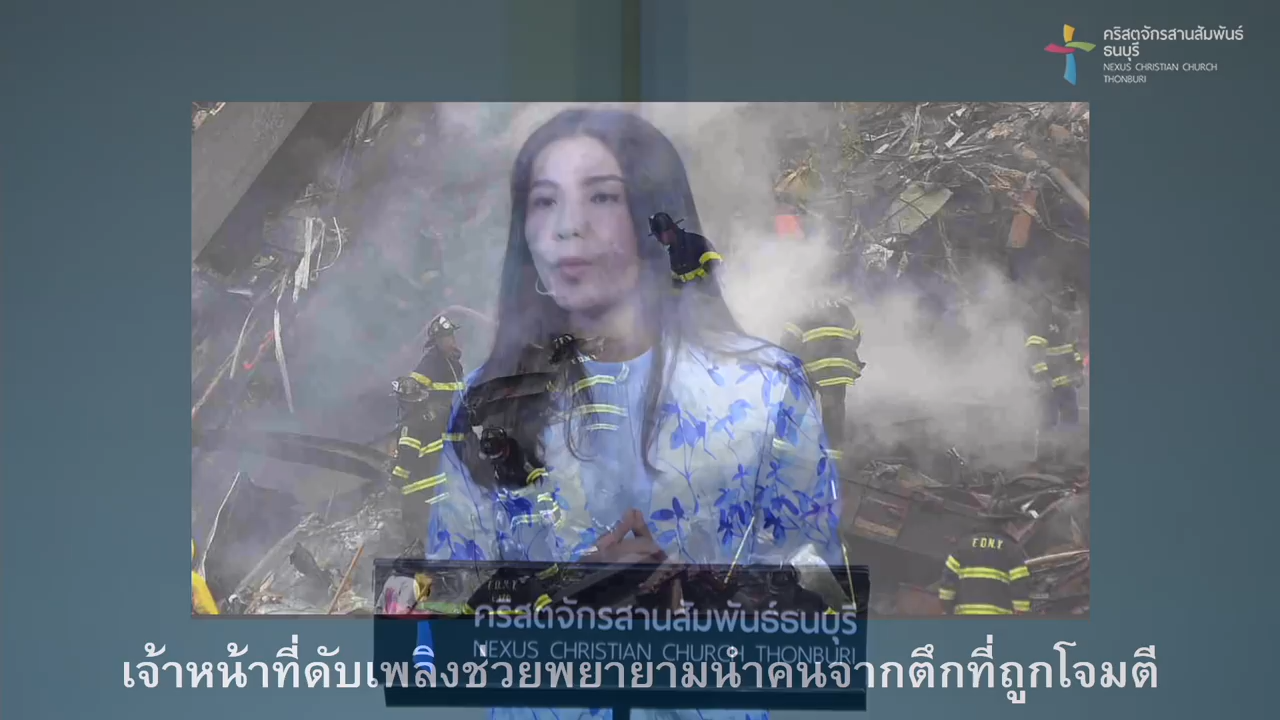 คริสตจักรสานสัมพันธ์
ธนบุรี
NEXUS CHRISTIAN CHURCH
THONBURI
F.D.N.Y
F.D.N.Y
คริสตจักรสานสัมพันธ์ธนบุรี
NEXUS CHRISTIAN CHURCH THONBURI
เจ้าหน้าที่ดับเพลิงช่วยพยายามนำคนจากตึกที่ถูกโจมตี